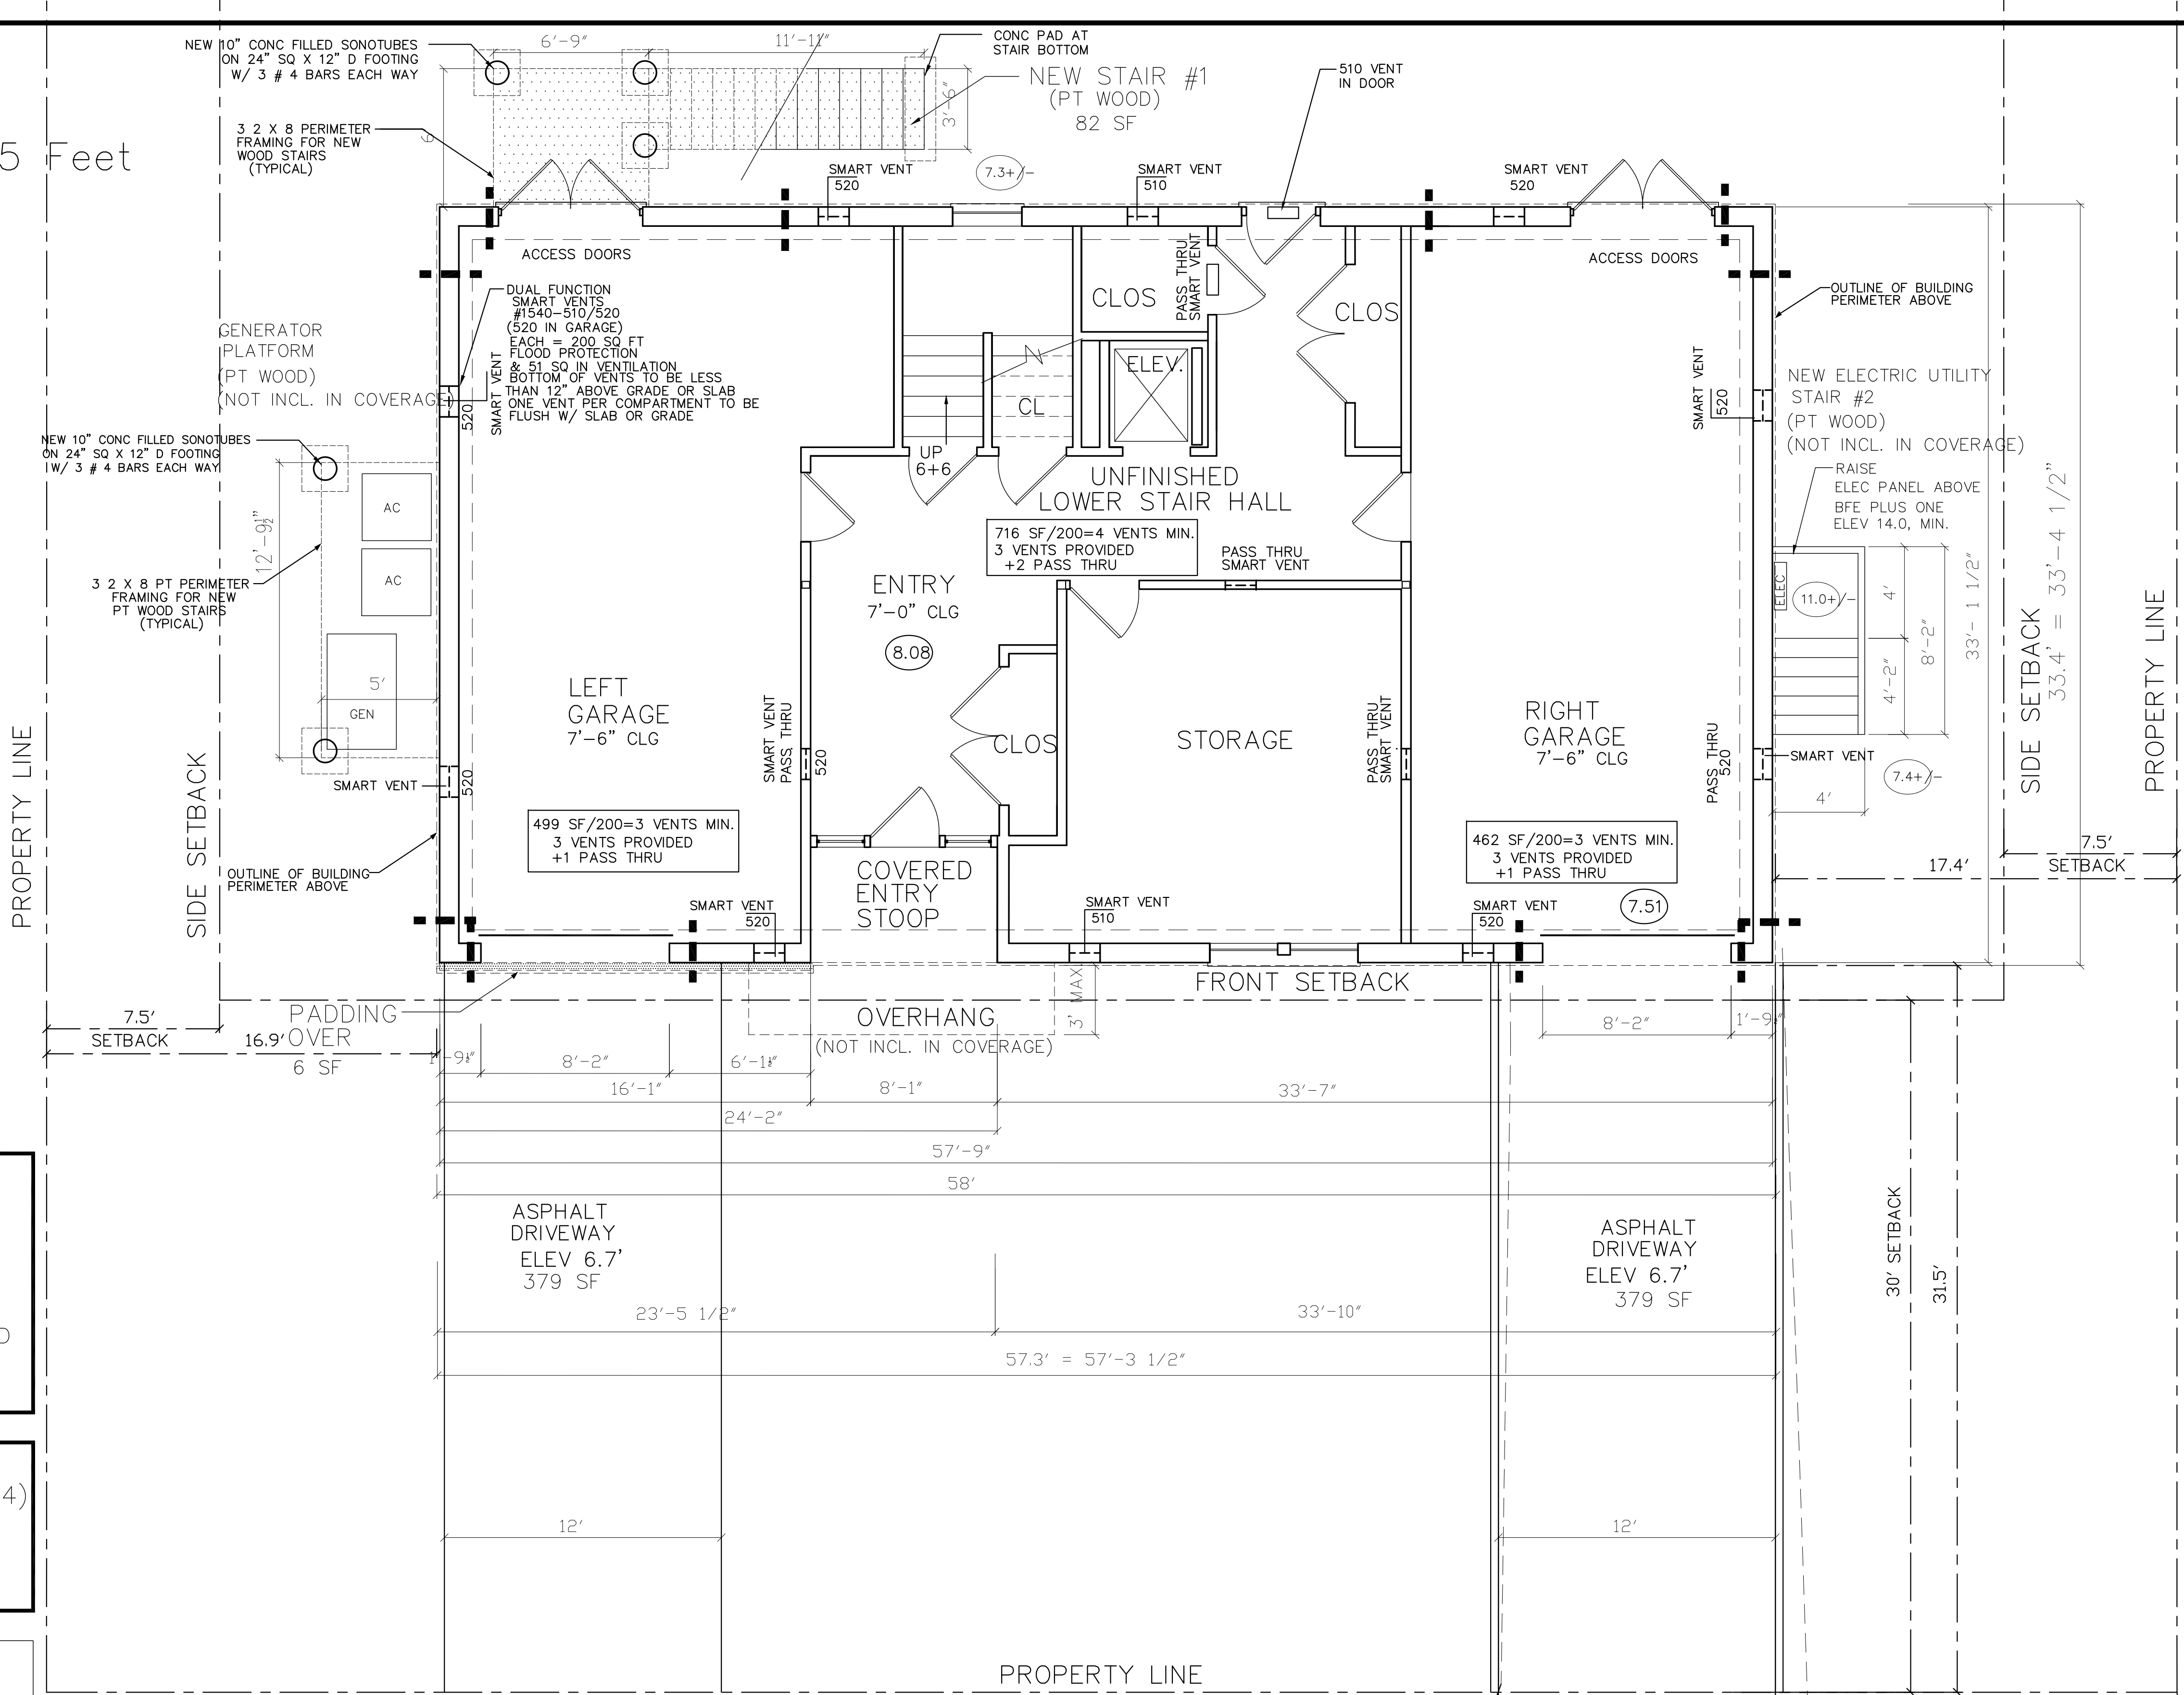 NEW 10" CONC FILLED SONOTUBES
ON 24" SQ X 12" D FOOTING
W/ 3 # 4 BARS EACH WAY
6'-9"
11'-11"
CONC PAD AT
STAIR BOTTOM
NEW STAIR #1
(PT WOOD)
82 SF
3'-6"
510 VENT
IN DOOR
5 Feet
3 2 X 8 PERIMETER
FRAMING FOR NEW
WOOD STAIRS
(TYPICAL)
6'
SMART VENT
520
7.3+/-
SMART VENT
510
SMART VENT
520
ACCESS DOORS
ACCESS DOORS
DUAL FUNCTION
SMART VENTS
#1540-510/520
(520 IN GARAGE)
EACH = 200 SQ FT
FLOOD PROTECTION
& 51 SQ IN VENTILATION
BOTTOM OF VENTS TO BE LESS
THAN 12" ABOVE GRADE OR SLAB
ONE VENT PER COMPARTMENT TO BE
FLUSH W/ SLAB OR GRADE
SMART VENT
520
GENERATOR
PLATFORM
(PT WOOD)
(NOT INCL. IN COVERAGE)
CLOS
PASS THRU
SMART VENT
CLOS
ELEV.
CL
UP
6+6
OUTLINE OF BUILDING
PERIMETER ABOVE
SMART VENT
520
NEW ELECTRIC UTILITY
STAIR #2
(PT WOOD)
(NOT INCL. IN COVERAGE)
RAISE
ELEC PANEL ABOVE
BFE PLUS ONE
ELEV 14.0, MIN.
NEW 10" CONC FILLED SONOTUBES
ON 24" SQ X 12" D FOOTING
W/ 3 # 4 BARS EACH WAY
AC
AC
GEN
12'-9½"
5'
3 2 X 8 PT PERIMETER
FRAMING FOR NEW
PT WOOD STAIRS
(TYPICAL)
UNFINISHED
LOWER STAIR HALL
716 SF/200=4 VENTS MIN.
3 VENTS PROVIDED
+2 PASS THRU
PASS THRU
SMART VENT
ENTRY
7'-0" CLG
8.08
ELEC
11.0+/-
4'
4'-2"
8'-2"
33'- 1 1/2"
33.4' = 33'-4 1/2"
SIDE SETBACK
PROPERTY LINE
LEFT
GARAGE
7'-6" CLG
SMART VENT
PASS THRU
520
CLOS
STORAGE
PASS THRU
SMART VENT
RIGHT
GARAGE
7'-6" CLG
PASS THRU
520
SMART VENT
7.4+/-
4'
PROPERTY LINE
SIDE SETBACK
SMART VENT
520
499 SF/200=3 VENTS MIN.
3 VENTS PROVIDED
+1 PASS THRU
462 SF/200=3 VENTS MIN.
3 VENTS PROVIDED
+1 PASS THRU
7.51
OUTLINE OF BUILDING
PERIMETER ABOVE
COVERED
ENTRY
STOOP
SMART VENT
520
SMART VENT
510
SMART VENT
520
17.4'
7.5'
SETBACK
FRONT SETBACK
7.5'
SETBACK
16.9'
PADDING
OVER
6 SF
OVERHANG
(NOT INCL. IN COVERAGE)
3' MAX.
1'-9½"
8'-2"
6'-1½"
8'-2"
1'-9½"
16'-1"
8'-1"
33'-7"
24'-2"
57'-9"
58'
ASPHALT
DRIVEWAY
ELEV 6.7'
379 SF
ASPHALT
DRIVEWAY
ELEV 6.7'
379 SF
30' SETBACK
31.5'
23'-5 1/2"
33'-10"
57.3' = 57'-3 1/2"
4)
12'
12'
PROPERTY LINE